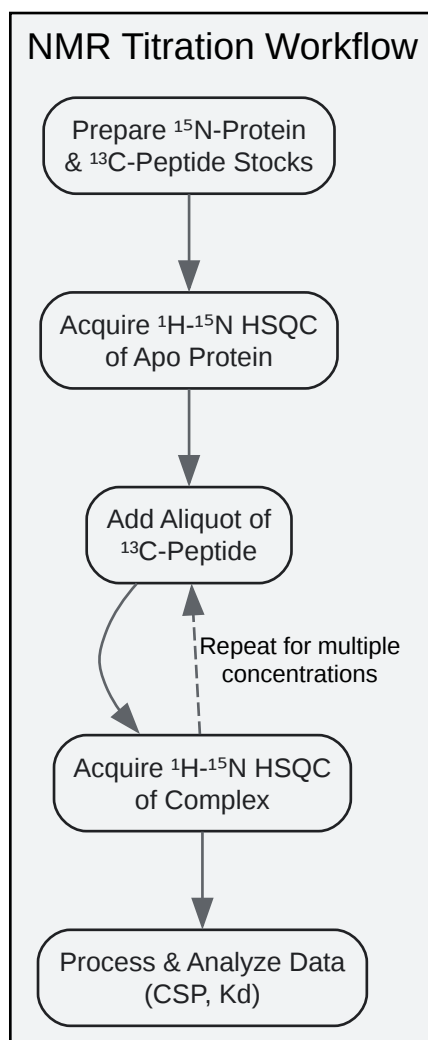 NMR Titration Workflow
Prepare ¹⁵N-Protein
& ¹³C-Peptide Stocks
Acquire ¹H-¹⁵N HSQC
of Apo Protein
Add Aliquot of
¹³C-Peptide
Repeat for multiple
concentrations
Acquire ¹H-¹⁵N HSQC
of Complex
Process & Analyze Data
(CSP, Kd)